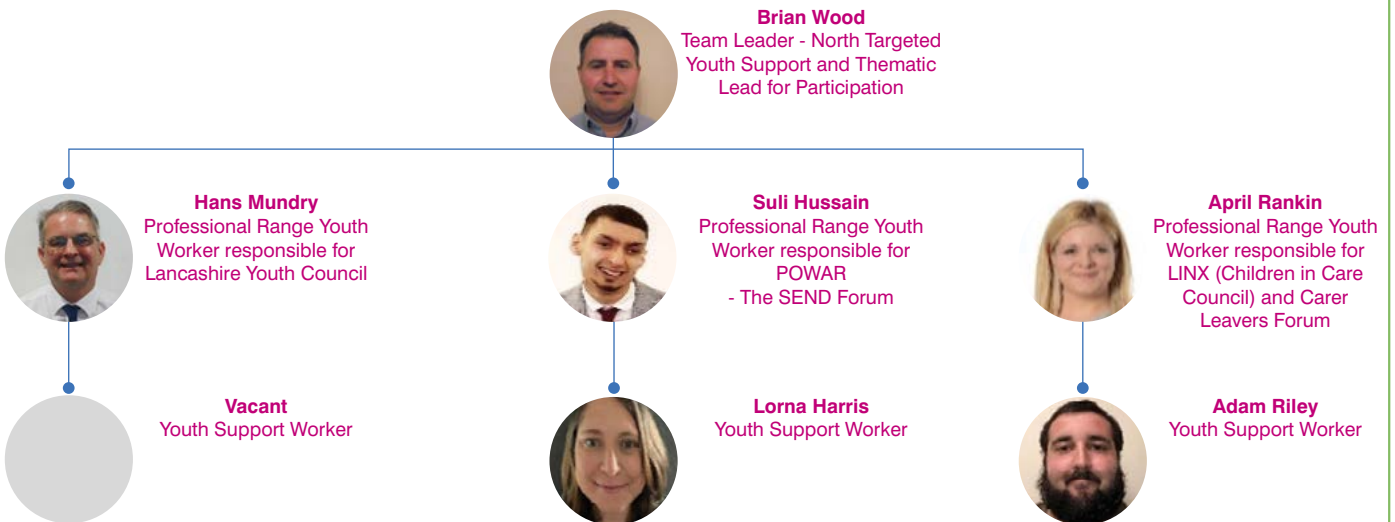 Brian Wood
Team Leader - North Targeted
Youth Support and Thematic
Lead for Participation
Hans Mundry
Professional Range Youth
Worker responsible for
Lancashire Youth Council
Suli Hussain
Professional Range Youth
Worker responsible for
POWAR
- The SEND Forum
April Rankin
Professional Range Youth
Worker responsible for
LINX (Children in Care
Council) and Carer
Leavers Forum
Vacant
Youth Support Worker
Lorna Harris
Youth Support Worker
Adam Riley
Youth Support Worker